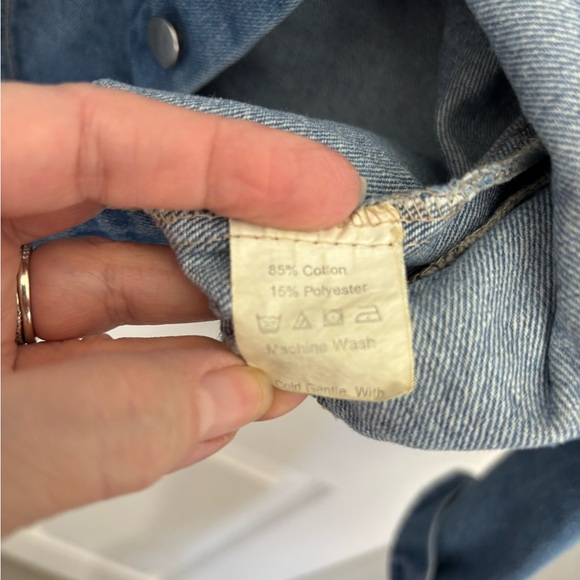 85% Cotton
15% Polyester
Machine Wash
Cold Gentle With